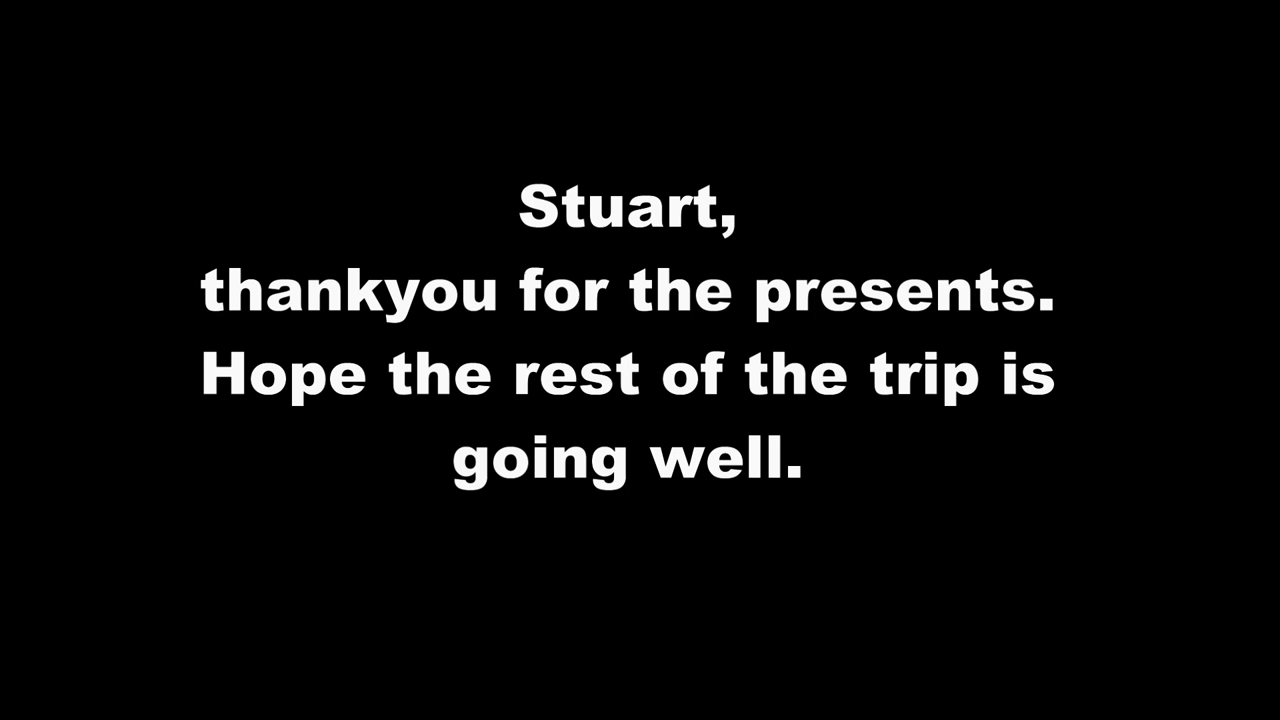 Stuart,
thankyou for the presents.
Hope the rest of the trip is
going well.